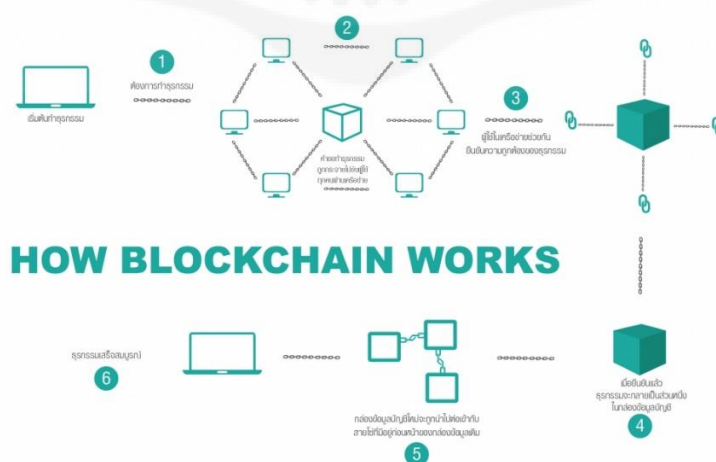 เริ่มต้นทำธุรกรรม
1
ต้องการทำธุรกรรม
2
คำขอทำธุรกรรม
ถูกกระจายไปยังผู้ใช้
ทุกคนผ่านเครือข่าย
3
ผู้ใช้ในเครือข่ายช่วยกัน
ยืนยันความถูกต้องของธุรกรรม
HOW BLOCKCHAIN WORKS
เมื่อยืนยันแล้ว
ธุรกรรมจะกลายเป็นส่วนหนึ่ง
ในกล่องข้อมูลบัญชี
4
กล่องข้อมูลบัญชีใหม่จะถูกนำไปต่อเข้ากับ
สายโซ่ที่มีอยู่ก่อนหน้าของกล่องข้อมูลเดิม
5
ธุรกรรมเสร็จสมบูรณ์
6